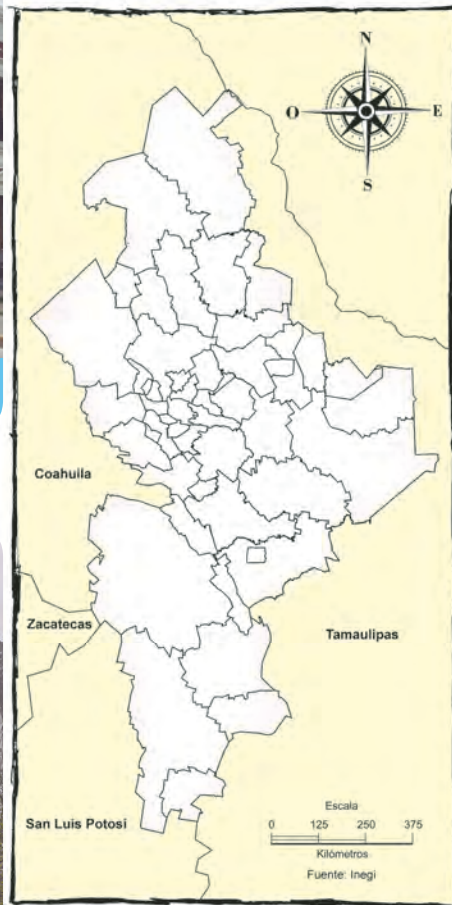 N
O
E
S
Coahuila
Zacatecas
Tamaulipas
San Luis Potosí
Escala
0 125 250 375
Kilómetros
Fuente: Inegi